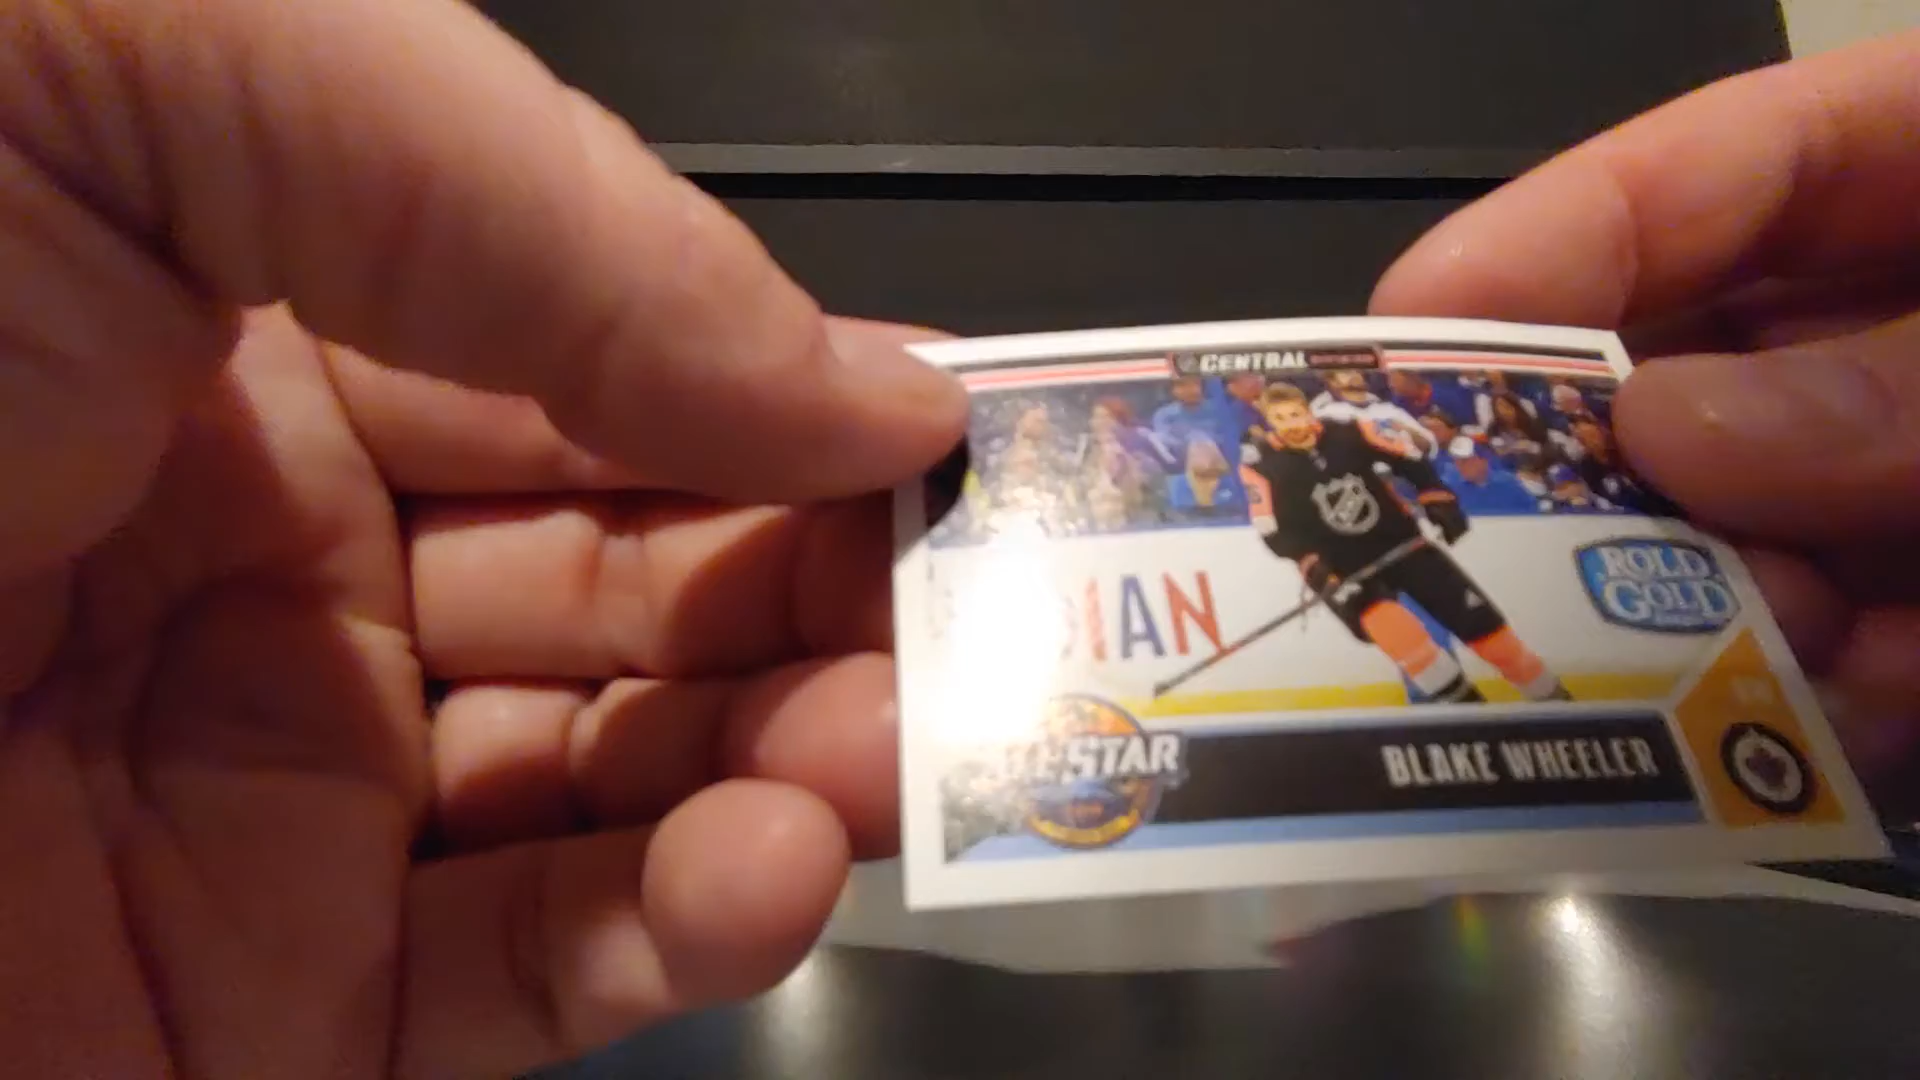 CENTRAL
IAN
ROLD
GOLD
STAR
BLAKE WHEELER